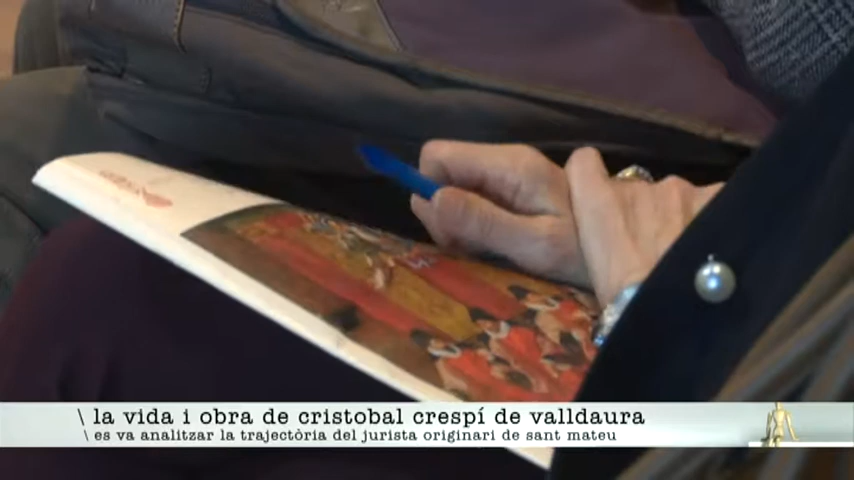 \ la vida i obra de cristobal crespí de valldaura
\ es va analitzar la trajectòria del jurista originari de sant mateu